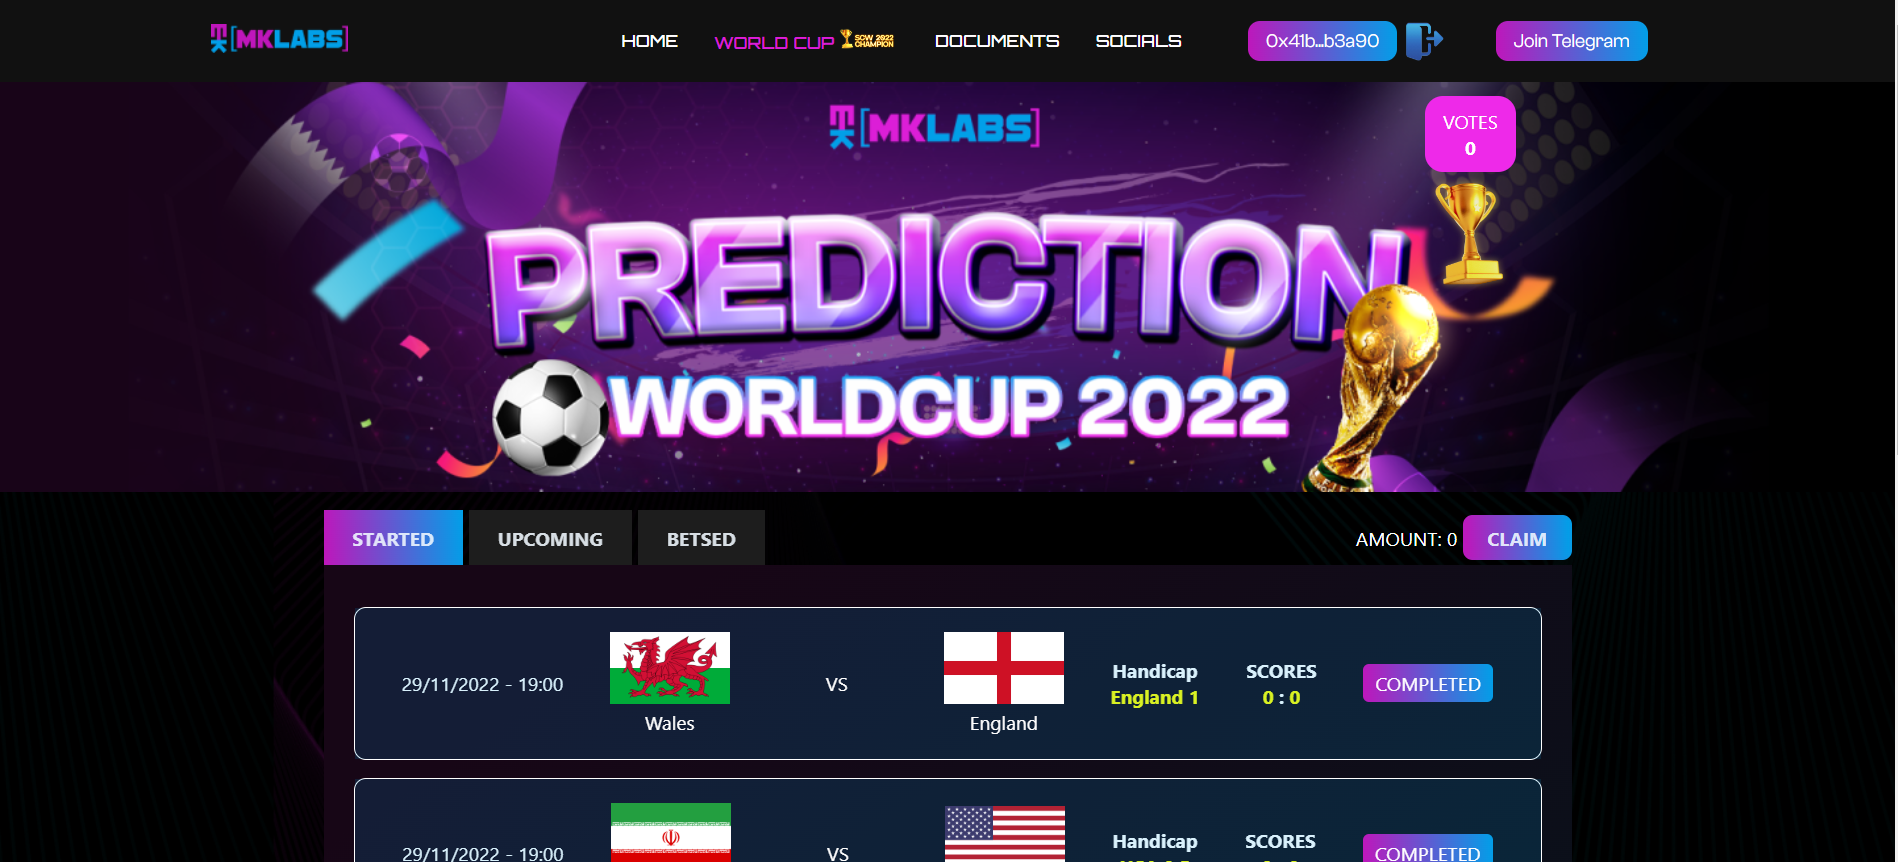 [MKLABS]
HOME
WORLD CUP
SCW 2022
CHAMPION
DOCUMENTS
SOCIALS
0x41b...b3a90
Join Telegram
[MKLABS]
VOTES
0
PREDICTION
WORLDCUP 2022
STARTED
UPCOMING
BETSED
AMOUNT: 0
CLAIM
29/11/2022 - 19:00
Wales
VS
England
Handicap
England 1
SCORES
0 : 0
COMPLETED
29/11/2022 - 19:00
VS
Handicap
SCORES
COMPLETED